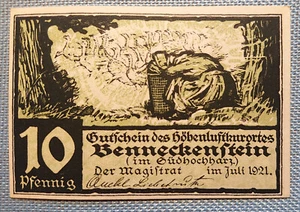 10
Pfennig
Gutschein des Höhenluftkurortes
Benneckenstein
(im Südhochharz)
Der Magistrat im Juli 1921.